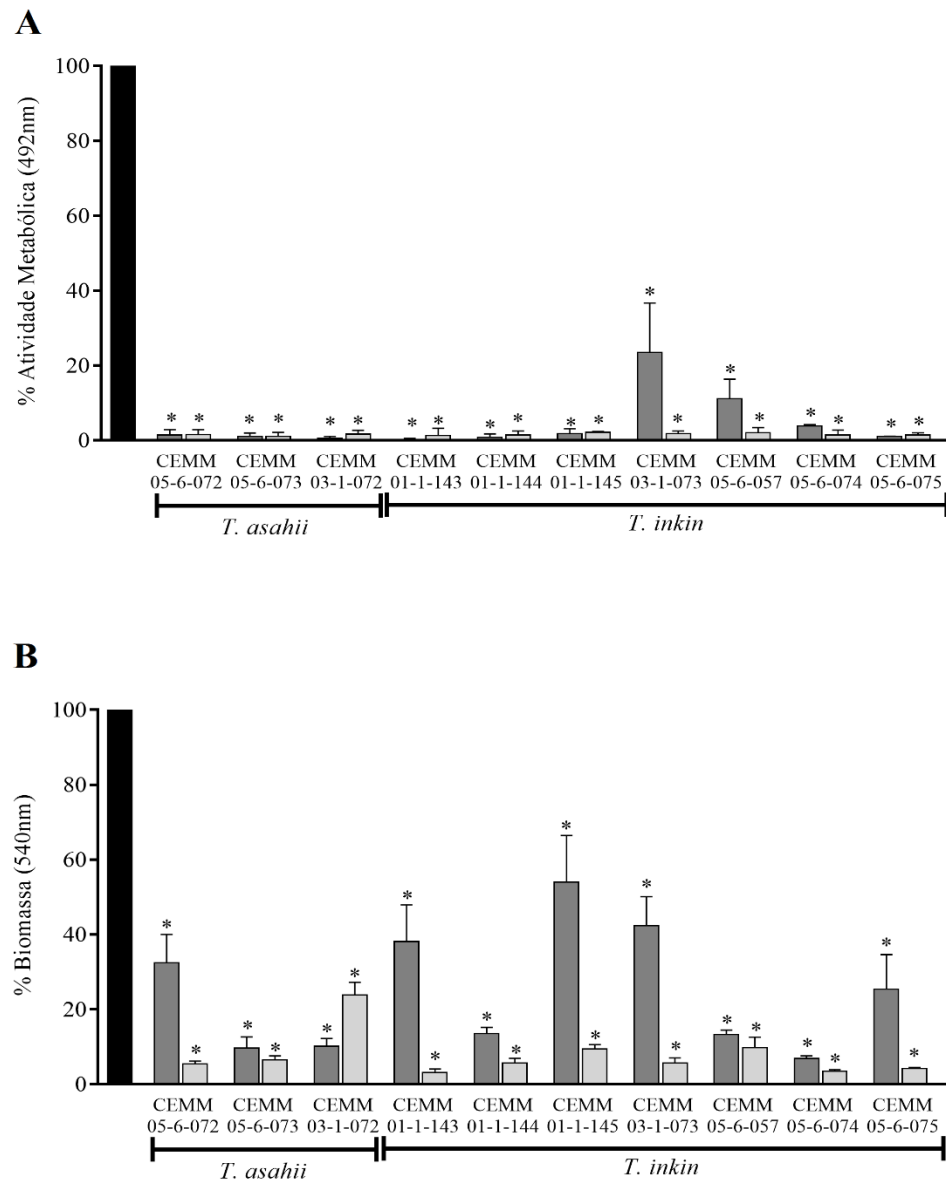 A
% Atividade Metabólica (492nm)
100
80
60
40
20
0
* * * * * * * * * * * * * * * * * * * *
CEMM CEMM CEMM CEMM CEMM CEMM CEMM CEMM CEMM CEMM
05-6-072 05-6-073 03-1-072 01-1-143 01-1-144 01-1-145 03-1-073 05-6-057 05-6-074 05-6-075
T. asahii T. inkin
B
% Biomassa (540nm)
100
80
60
40
20
0
* * * * * * * * * * * * * * * * * * * *
CEMM CEMM CEMM CEMM CEMM CEMM CEMM CEMM CEMM CEMM
05-6-072 05-6-073 03-1-072 01-1-143 01-1-144 01-1-145 03-1-073 05-6-057 05-6-074 05-6-075
T. asahii T. inkin